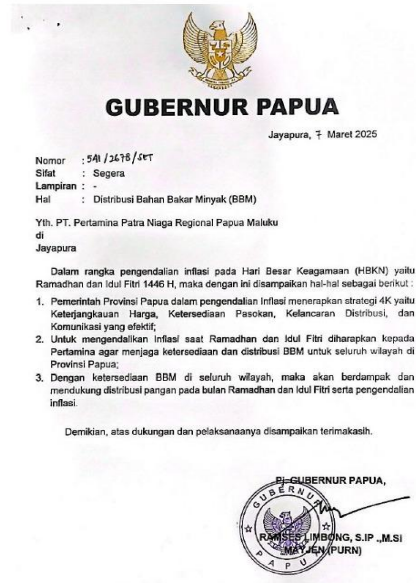 GUBERNUR PAPUA
Jayapura, 7 Maret 2025
Nomor : 541/2678/SET
Sifat : Segera
Lampiran : -
Hal : Distribusi Bahan Bakar Minyak (BBM)
Yth. PT. Pertamina Patra Niaga Regional Papua Maluku
di
Jayapura
Dalam rangka pengendalian inflasi pada Hari Besar Keagamaan (HBKN) yaitu
Ramadhan dan Idul Fitri 1446 H, maka dengan ini disampaikan hal-hal sebagai berikut :
1. Pemerintah Provinsi Papua dalam pengendalian Inflasi menerapkan strategi 4K yaitu
Keterjangkauan Harga, Ketersediaan Pasokan, Kelancaran Distribusi, dan
Komunikasi yang efektif;
2. Untuk mengendalikan Inflasi saat Ramadhan dan Idul Fitri diharapkan kepada
Pertamina agar menjaga ketersediaan dan distribusi BBM untuk seluruh wilayah di
Provinsi Papua;
3. Dengan ketersediaan BBM di seluruh wilayah, maka akan berdampak dan
mendukung distribusi pangan pada bulan Ramadhan dan Idul Fitri serta pengendalian
inflasi.
Demikian, atas dukungan dan pelaksanaanya disampaikan terimakasih.
Pj. GUBERNUR PAPUA,
GUBERNUR
RAMSES LIMBONG, S.IP .,M.Si
MAYJEN (PURN)
PAPUA